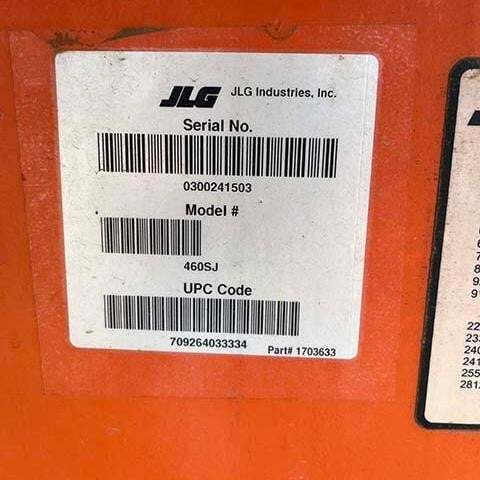 JLG JLG Industries, Inc.
Serial No.
0300241503
Model #
460SJ
UPC Code
709264033334
Part# 1703633